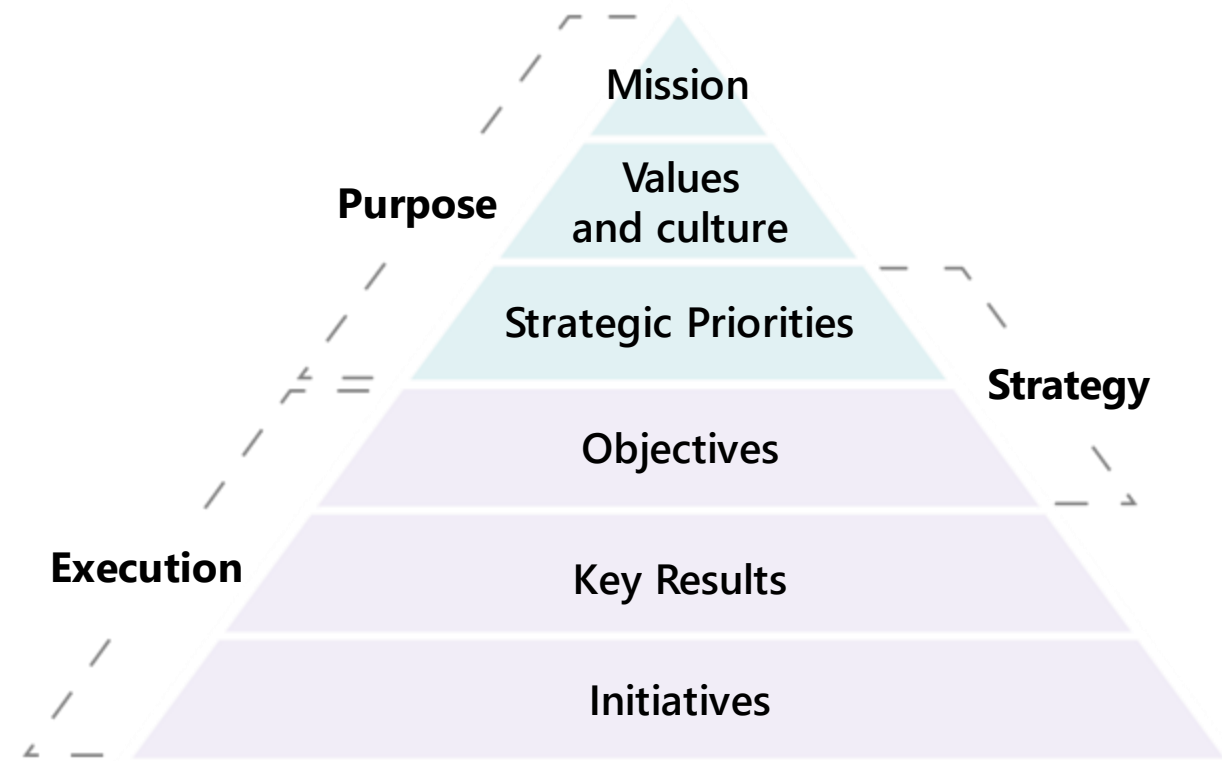 Mission
Values
and culture
Purpose
Strategic Priorities
Strategy
Objectives
Execution
Key Results
Initiatives